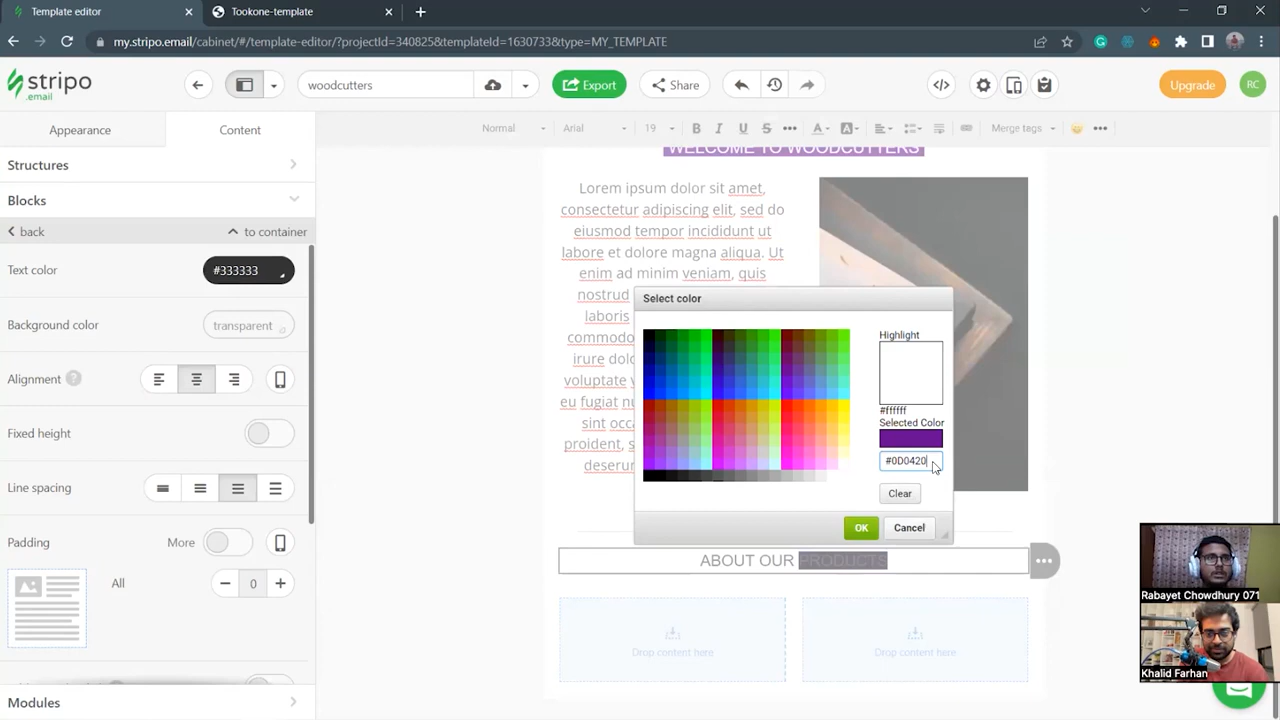 Template editor
Tookone-template
my.stripo.email/cabinet/#/template-editor/?projectId=340825&templateId=1630733&type=MY_TEMPLATE
stripo
.email
woodcutters
Export
Share
Upgrade
RC
Appearance
Content
Normal
Arial
19
B
I
U
S
A
A
Merge tags
Structures
Blocks
back
to container
Text color
#333333
Background color
transparent
Alignment
?
Fixed height
Line spacing
Padding
More
All
0
Modules
WELCOME TO WOODCUTTERS
Lorem ipsum dolor sit amet,
consectetur adipiscing elit, sed do
eiusmod tempor incididunt ut
labore et dolore magna aliqua. Ut
enim ad minim veniam, quis
nostrud
laboris
commodo
irure dolo
voluptate v
eu fugiat nu
sint occa
proident, s
deserun
Select color
Highlight
#ffffff
Selected Color
#0D0420
Clear
OK
Cancel
ABOUT OUR PRODUCTS
Drop content here
Drop content here
Rabayet Chowdhury 071
Khalid Farhan